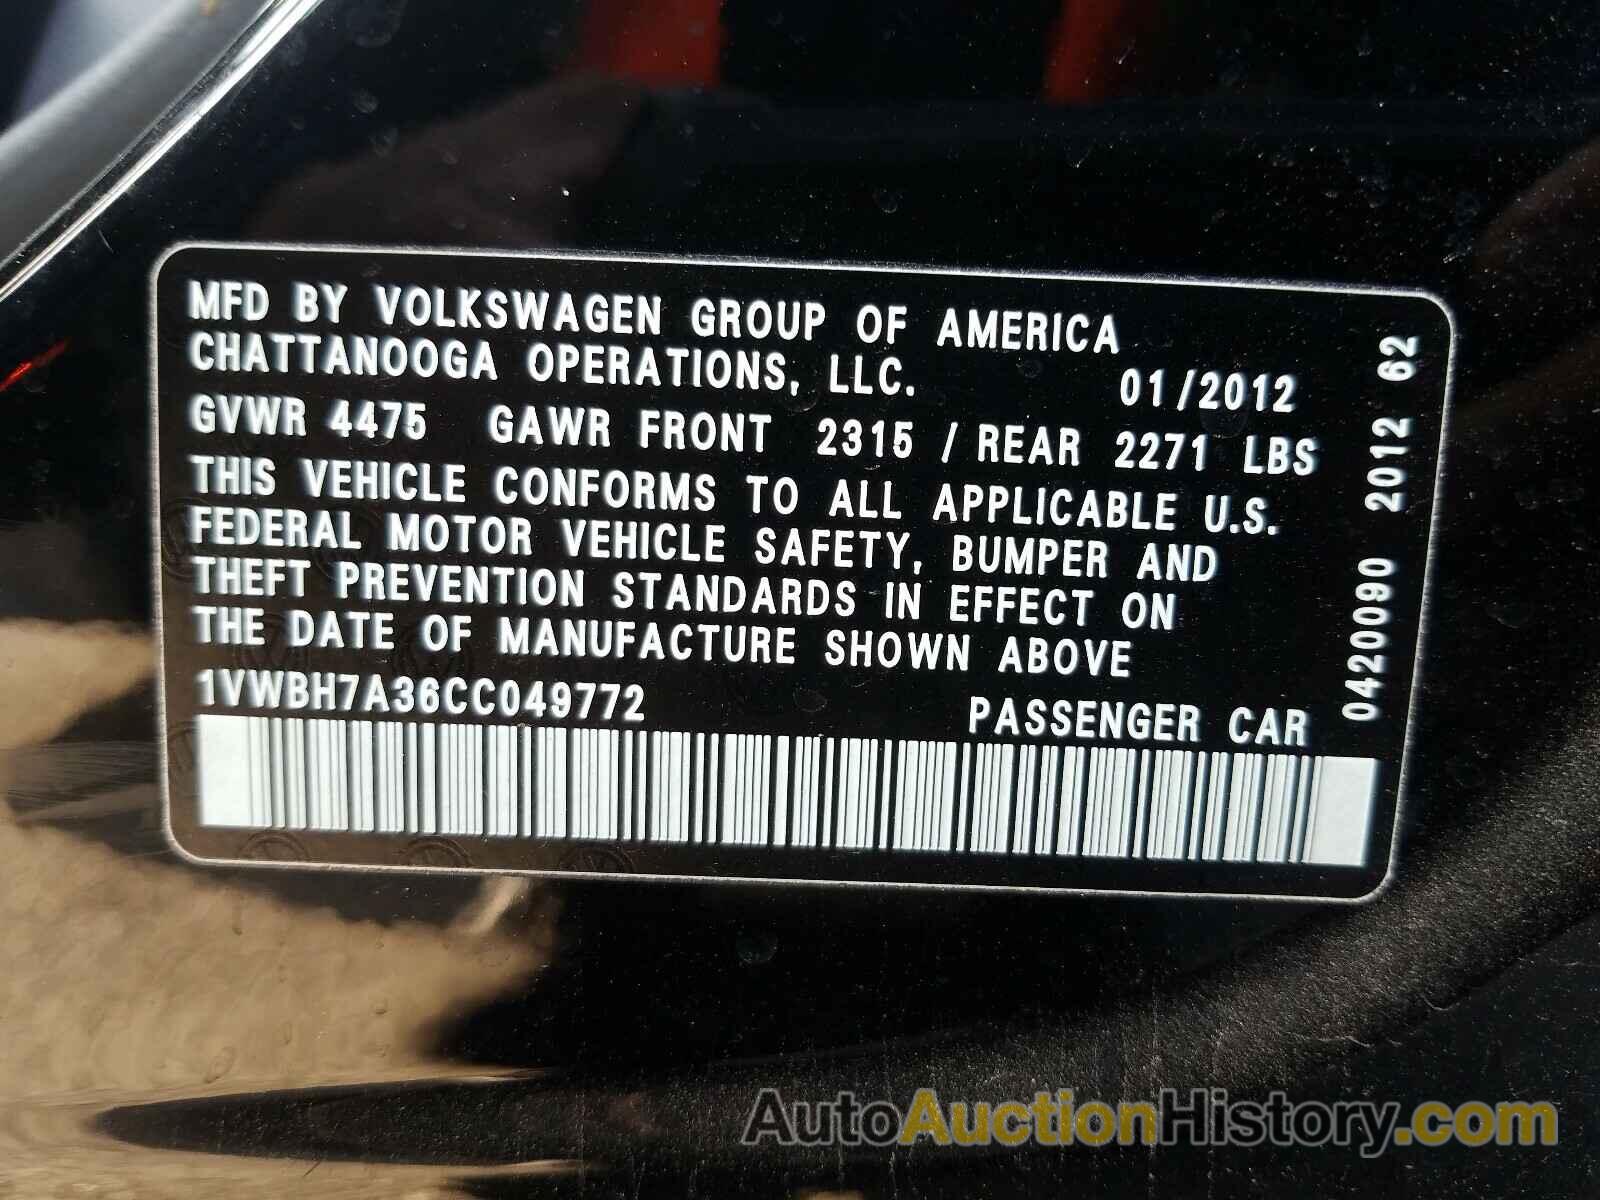 MFD BY VOLKSWAGEN GROUP OF AMERICA
CHATTANOOGA OPERATIONS, LLC. 01/2012
GVWR 4475 GAWR FRONT 2315 / REAR 2271 LBS
THIS VEHICLE CONFORMS TO ALL APPLICABLE U.S.
FEDERAL MOTOR VEHICLE SAFETY, BUMPER AND
THEFT PREVENTION STANDARDS IN EFFECT ON
THE DATE OF MANUFACTURE SHOWN ABOVE
1VWBH7A36CC049772 PASSENGER CAR
0420090 2012 62
AutoAuctionHistory.com